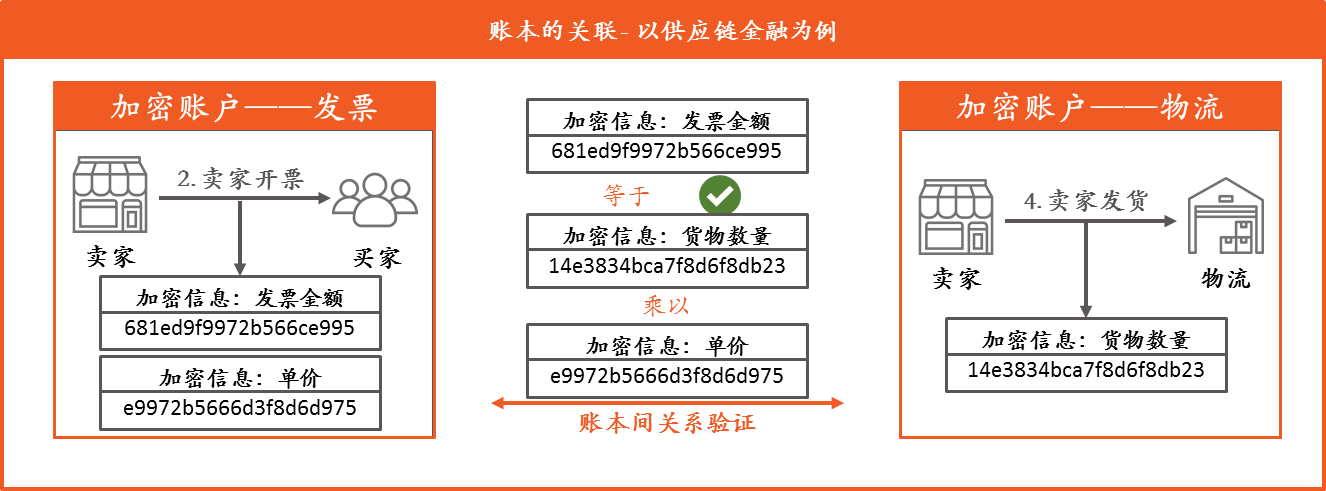 账本的关联-以供应链金融为例
加密账户——发票
2.卖家开票
卖家
买家
加密信息：发票金额
681ed9f9972b566ce995
加密信息：单价
e9972b5666d3f8d6d975
加密信息：发票金额
681ed9f9972b566ce995
等于
加密信息：货物数量
14e3834bca7f8d6f8db23
乘以
加密信息：单价
e9972b5666d3f8d6d975
账本间关系验证
加密账户——物流
4.卖家发货
卖家
物流
加密信息：货物数量
14e3834bca7f8d6f8db23